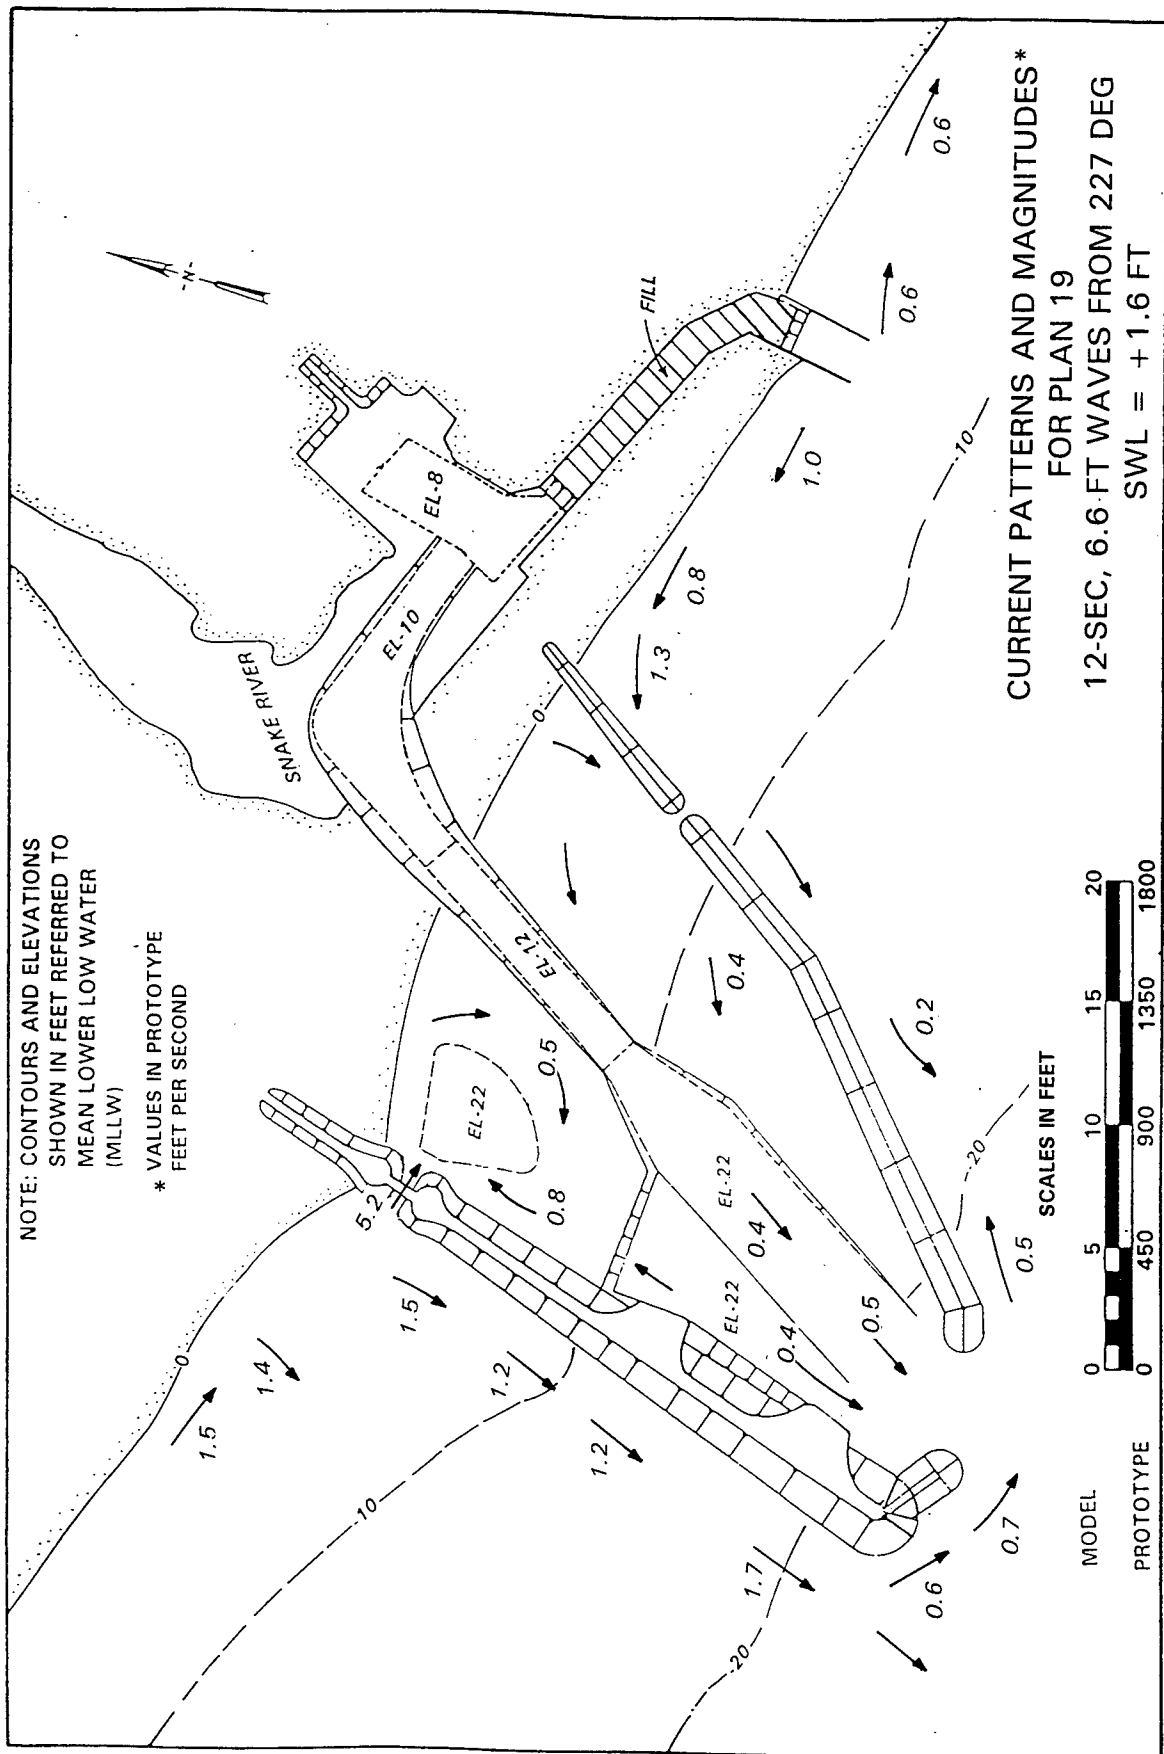 NOTE: CONTOURS AND ELEVATIONS
SHOWN IN FEET REFERRED TO
MEAN LOWER LOW WATER
(MLLW)
* VALUES IN PROTOTYPE
FEET PER SECOND
SNAKE RIVER
-N-
EL-8
EL-10
EL-12
FILL
EL-22
EL-22
EL-22
0
-10
-20
0
-10
-20
1.5
1.4
1.5
5.2
1.2
1.2
1.7
0.6
0.7
0.8
0.5
0.4
0.4
0.5
0.4
0.5
0.2
1.3
0.8
1.0
0.6
0.6
SCALES IN FEET
MODEL 0 5 10 15 20
PROTOTYPE 0 450 900 1350 1800
CURRENT PATTERNS AND MAGNITUDES*
FOR PLAN 19
12-SEC, 6.6-FT WAVES FROM 227 DEG
SWL = +1.6 FT